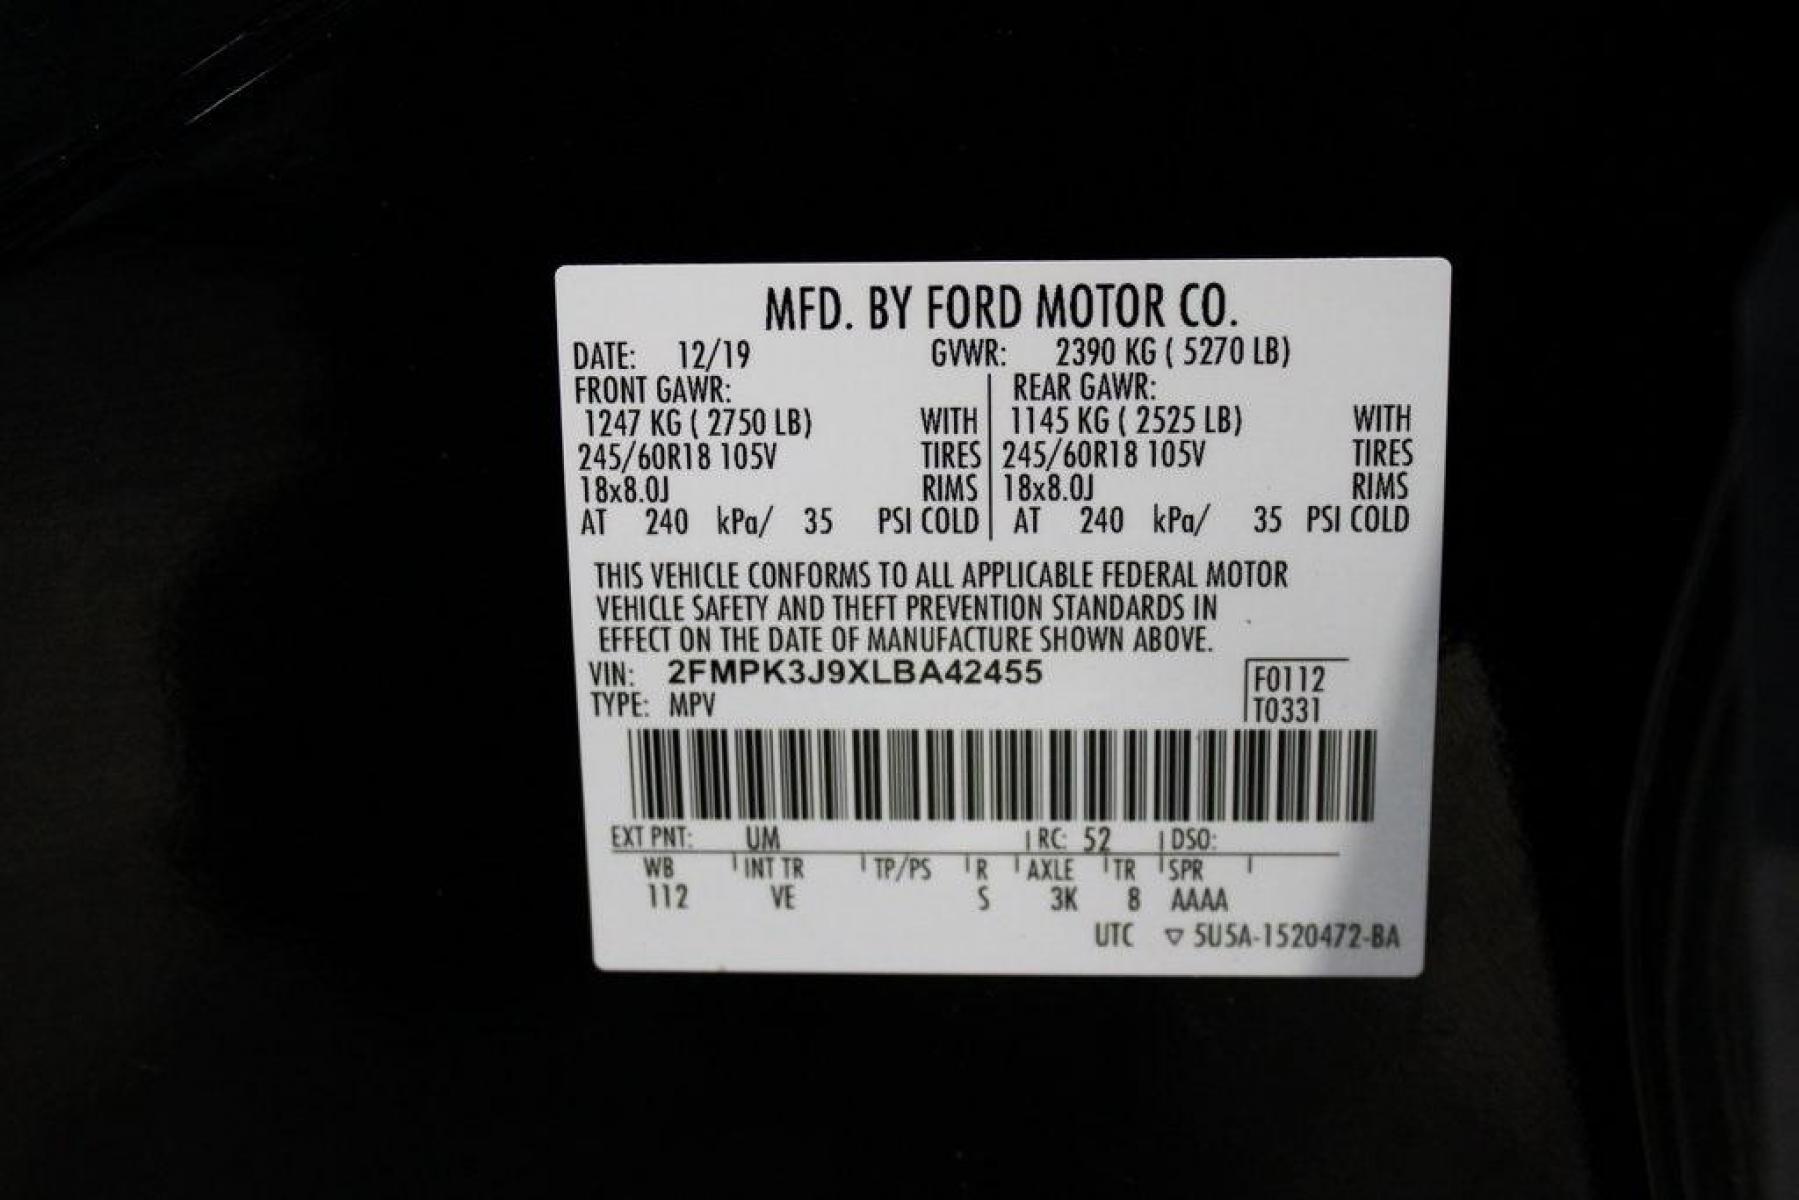 MFD. BY FORD MOTOR CO.
DATE: 12/19 GVWR: 2390 KG ( 5270 LB)
FRONT GAWR: REAR GAWR:
1247 KG ( 2750 LB) WITH 1145 KG ( 2525 LB) WITH
245/60R18 105V TIRES 245/60R18 105V TIRES
18x8.0J RIMS 18x8.0J RIMS
AT 240 kPa/ 35 PSI COLD AT 240 kPa/ 35 PSI COLD
THIS VEHICLE CONFORMS TO ALL APPLICABLE FEDERAL MOTOR
VEHICLE SAFETY AND THEFT PREVENTION STANDARDS IN
EFFECT ON THE DATE OF MANUFACTURE SHOWN ABOVE.
VIN: 2FMPK3J9XLBA42455 F0112
TYPE: MPV T0331
EXT PNT: UM RC: 52 DSO:
WB INT TR TP/PS R AXLE TR SPR
112 VE S 3K 8 AAAA
UTC ▽ 5U5A-1520472-BA